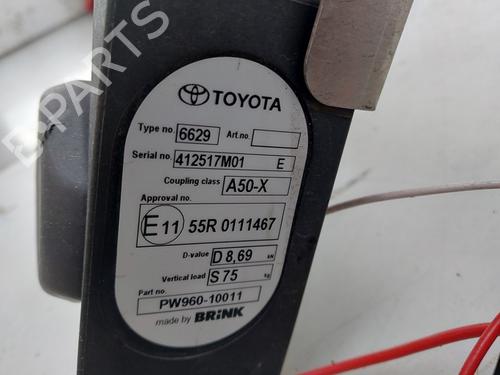 B-PARTS
TOYOTA
Type no. 6629 Art.no.
Serial no. 412517M01 E
Coupling class A50-X
Approval no.
E11 55R 0111467
D-value D 8,69 kN
Vertical load S 75 kg
Part no.
PW960-10011
made by BRINK